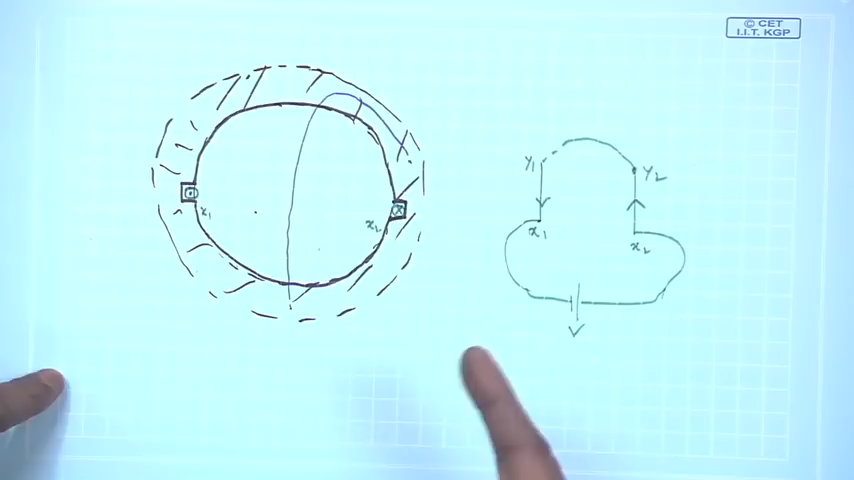 © CET
I.I.T. KGP
y₁
y₂
x₁
x₂
x
x₁
x₂
V